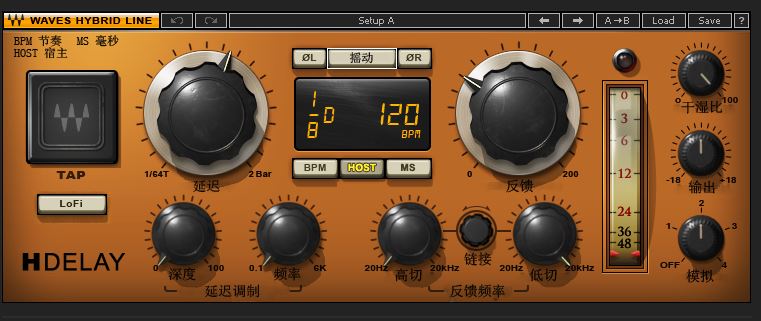 WAVES HYBRID LINE
Setup A
A→B
Load
Save
?
BPM 节奏 MS 毫秒
HOST 宿主
TAP
LoFi
H DELAY
1/64T
2 Bar
延迟
ØL
摇动
ØR
1/8 D
120
BPM
BPM
HOST
MS
0
200
反馈
0
100
深度
0.1
6K
频率
延迟调制
20Hz
20kHz
高切
链接
20Hz
20kHz
低切
反馈频率
0
3
6
12
24
36
48
0
100
干湿比
-18
+18
输出
2
1
3
OFF
4
模拟